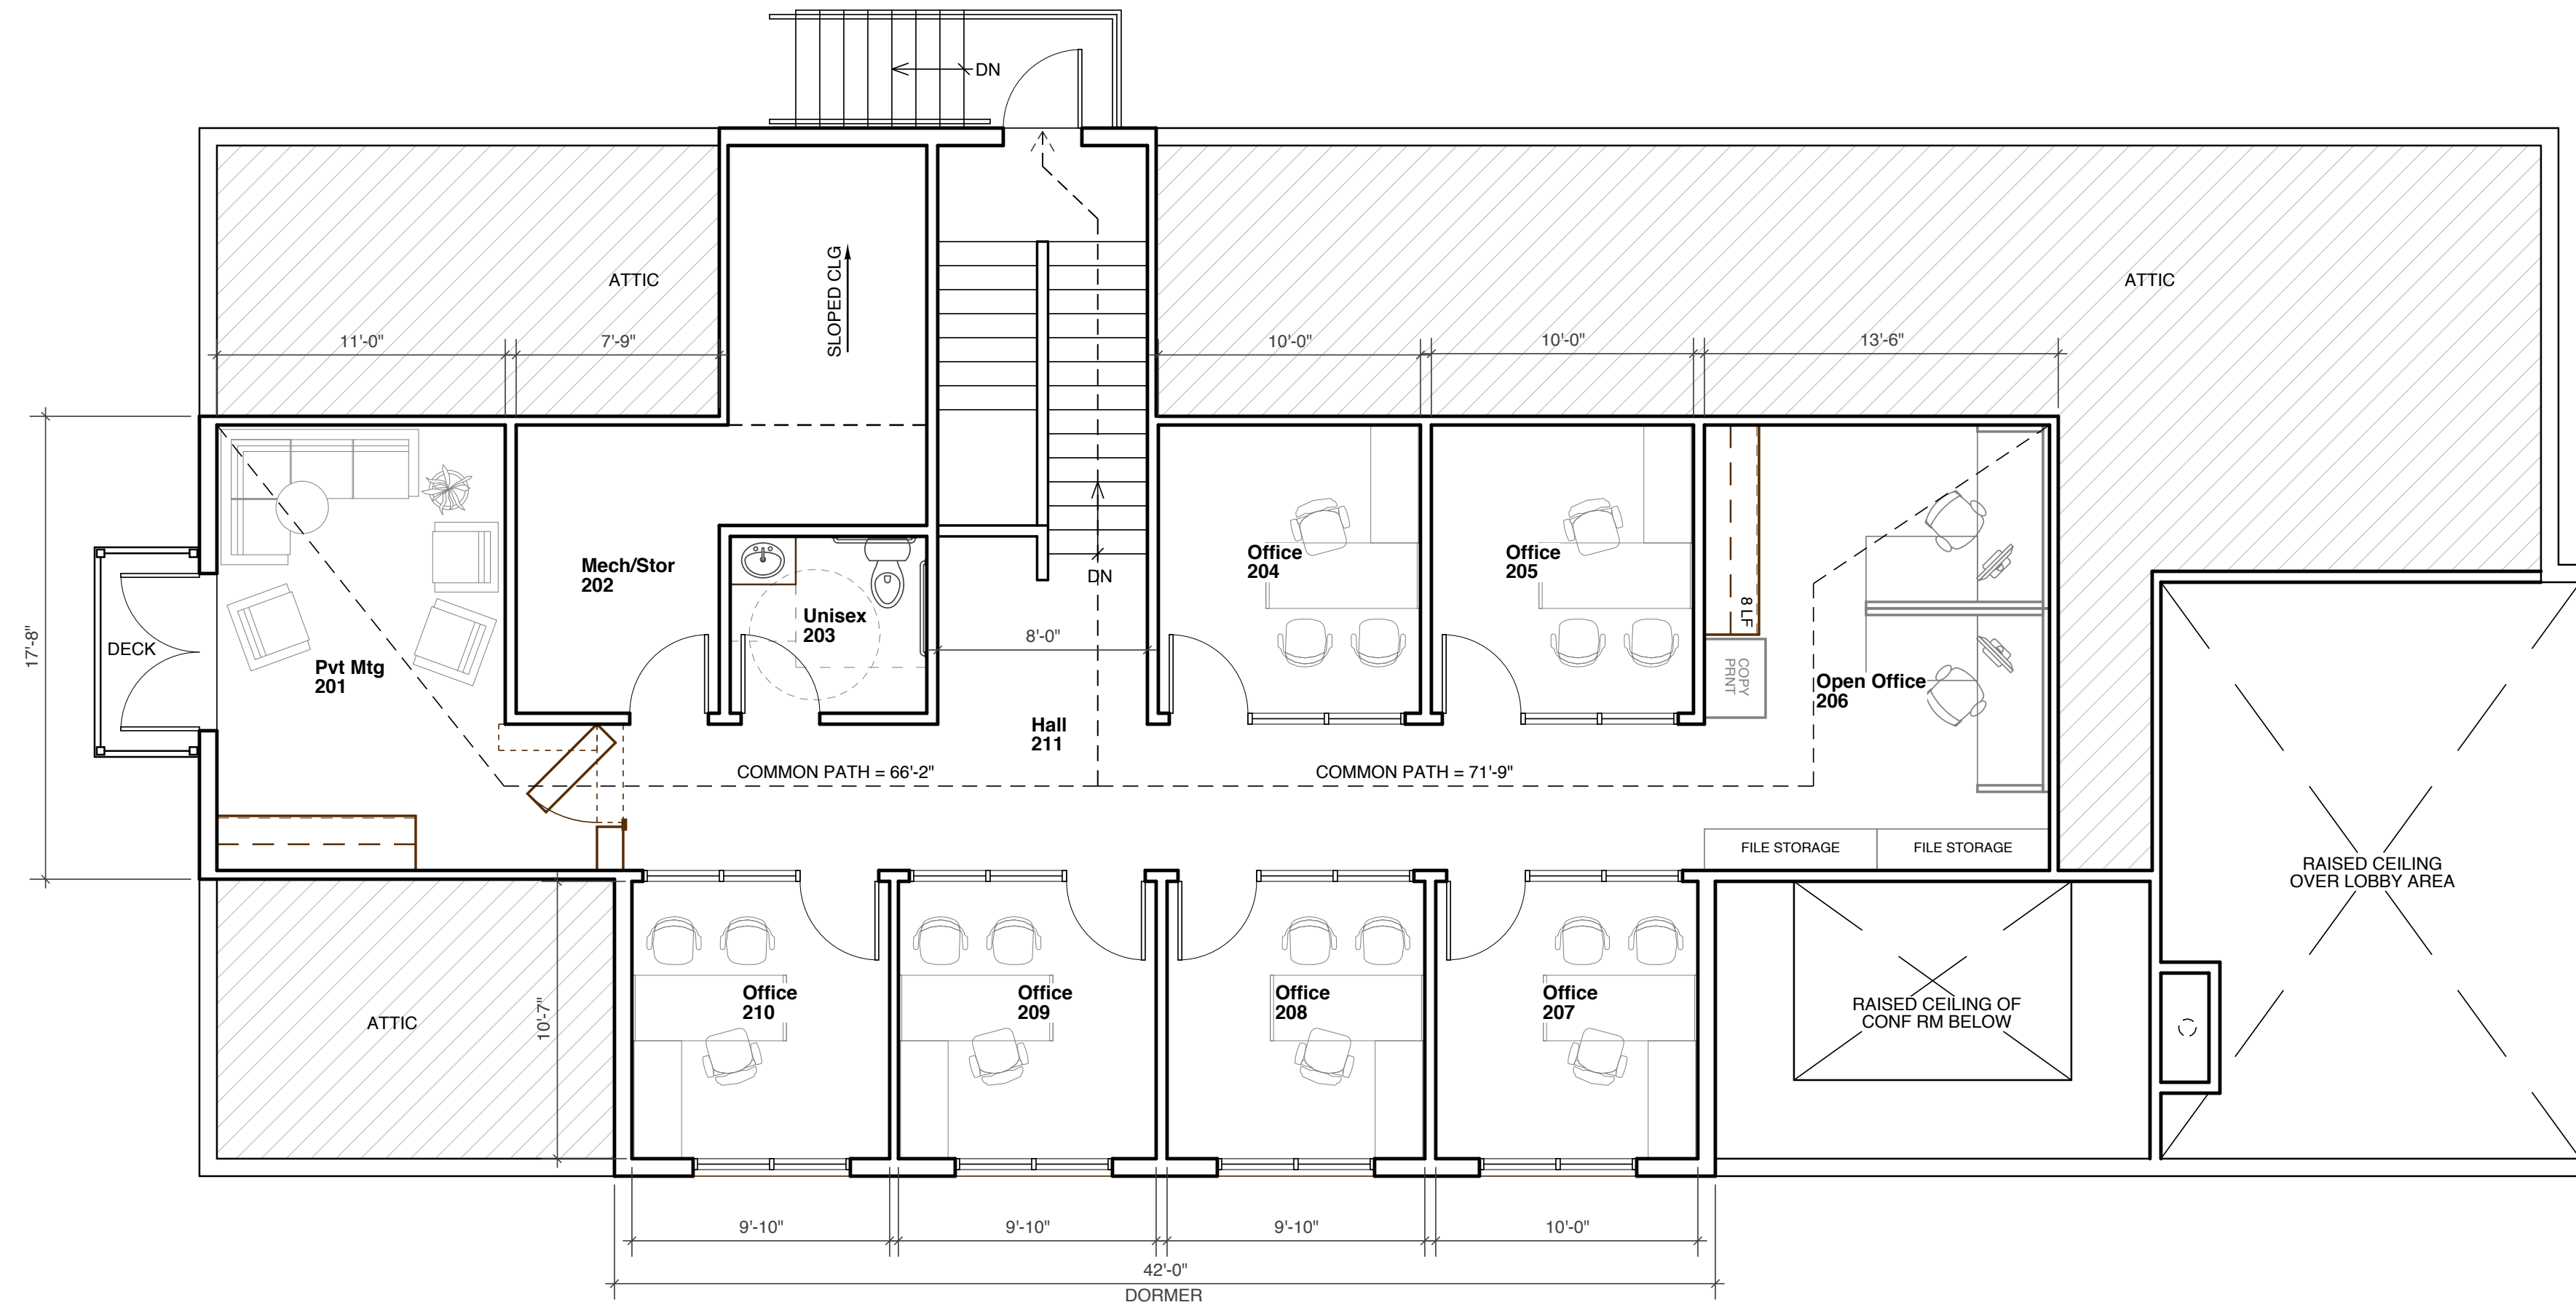 DN
SLOPED CLG
ATTIC
ATTIC
11'-0"
7'-9"
10'-0"
10'-0"
13'-6"
17'-8"
DECK
Pvt Mtg
201
Mech/Stor
202
Unisex
203
8'-0"
DN
Office
204
Office
205
8 LF
COPY
PRINT
Open Office
206
Hall
211
COMMON PATH = 66'-2"
COMMON PATH = 71'-9"
FILE STORAGE
FILE STORAGE
RAISED CEILING
OVER LOBBY AREA
ATTIC
10'-7"
Office
210
Office
209
Office
208
Office
207
RAISED CEILING OF
CONF RM BELOW
9'-10"
9'-10"
9'-10"
10'-0"
42'-0"
DORMER